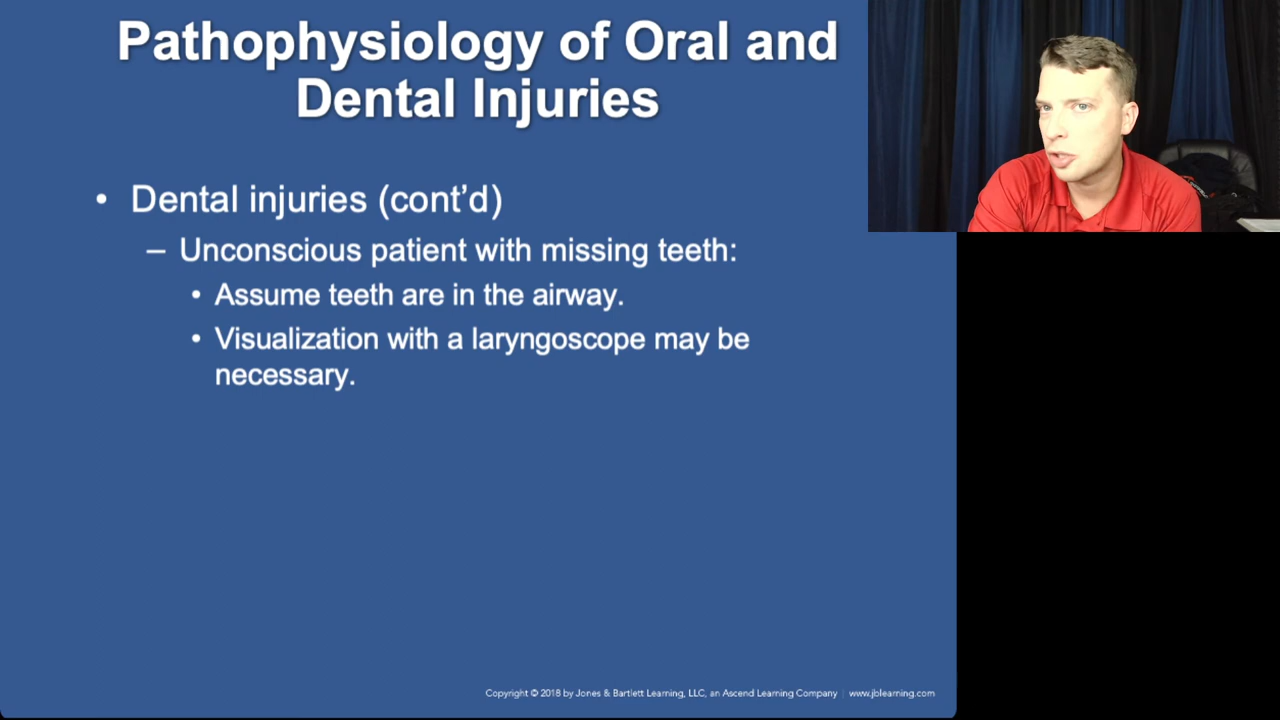 Pathophysiology of Oral and
Dental Injuries
• Dental injuries (cont’d)
– Unconscious patient with missing teeth:
• Assume teeth are in the airway.
• Visualization with a laryngoscope may be
necessary.
Copyright © 2018 by Jones & Bartlett Learning, LLC, an Ascend Learning Company | www.jblearning.com